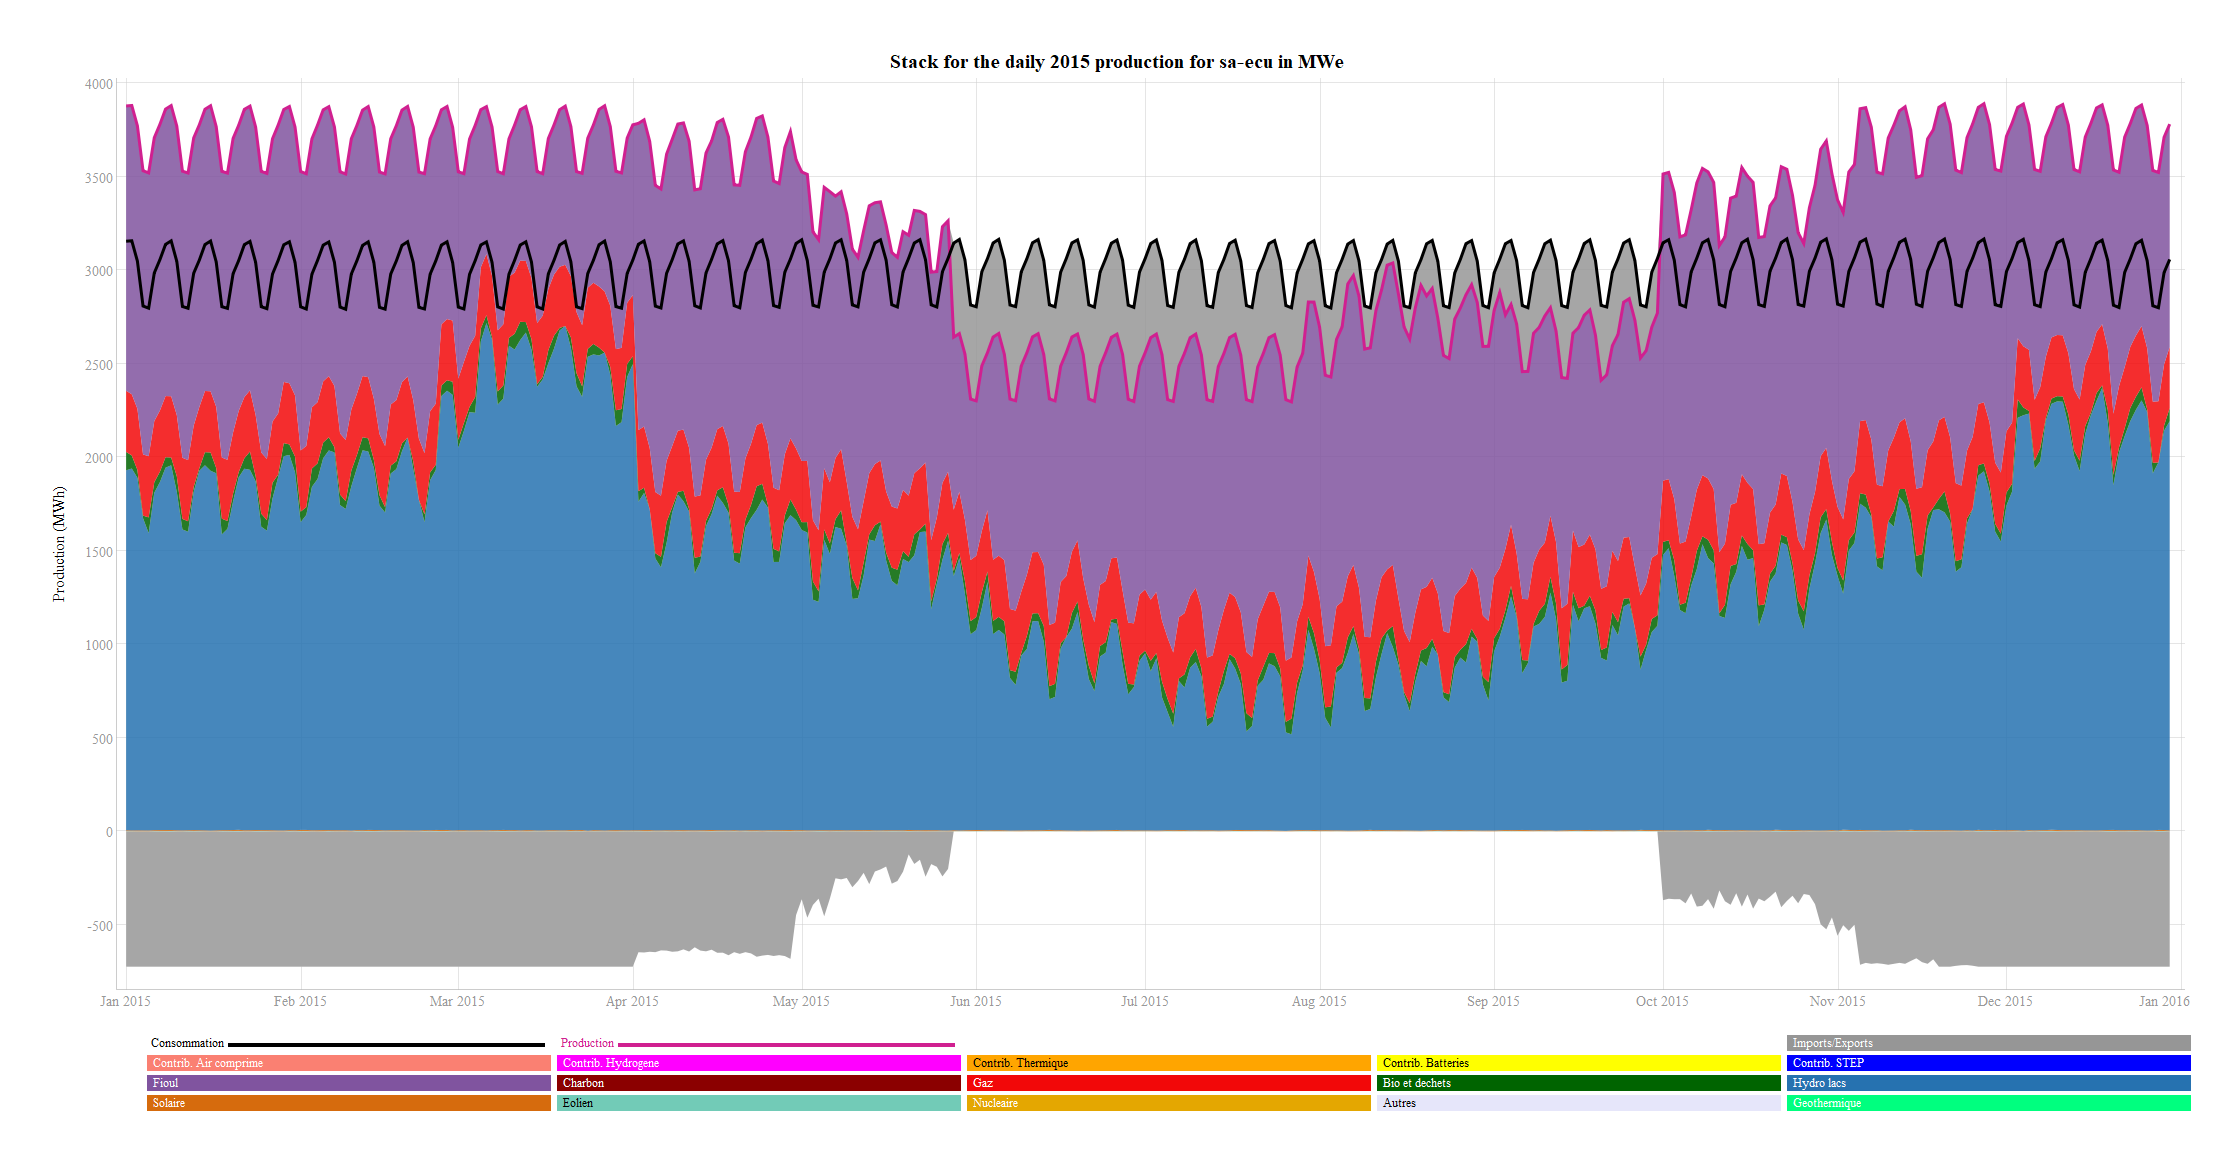 Stack for the daily 2015 production for sa-ecu in MWe
4000
3500
3000
2500
2000
1500
1000
500
0
-500
Production (MWh)
Jan 2015 Feb 2015 Mar 2015 Apr 2015 May 2015 Jun 2015 Jul 2015 Aug 2015 Sep 2015 Oct 2015 Nov 2015 Dec 2015 Jan 2016
Consommation Production Imports/Exports
Contrib. Air comprime Contrib. Hydrogene Contrib. Thermique Contrib. Batteries Contrib. STEP
Fioul Charbon Gaz Bio et dechets Hydro lacs
Solaire Eolien Nucleaire Autres Geothermique